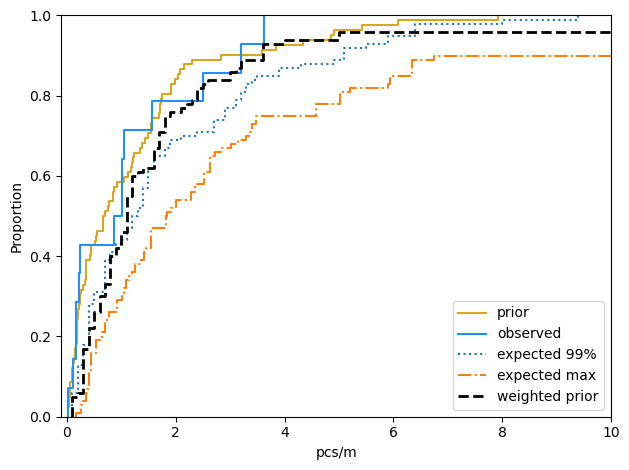 1.0
0.8
0.6
0.4
0.2
0.0
Proportion
0 2 4 6 8 10
pcs/m
prior
observed
expected 99%
expected max
weighted prior